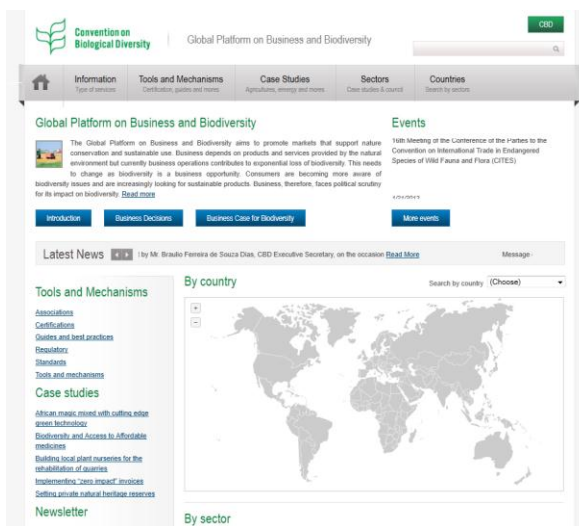 Convention on
Biological Diversity
Global Platform on Business and Biodiversity
CBD
Information
Type of services
Tools and Mechanisms
Certification, guides and mores
Case Studies
Agricultures, energy and mores
Sectors
Case studies & council
Countries
Search by sectors
Global Platform on Business and Biodiversity
The Global Platform on Business and Biodiversity aims to promote markets that support nature
conservation and sustainable use. Business depends on products and services provided by the natural
environment but currently business operations contributes to exponential loss of biodiversity. This needs
to change as biodiversity is a business opportunity. Consumers are becoming more aware of
biodiversity issues and are increasingly looking for sustainable products. Business, therefore, faces political scrutiny
for its impact on biodiversity. Read more
Introduction
Business Decisions
Business Case for Biodiversity
Events
16th Meeting of the Conference of the Parties to the
Convention on International Trade in Endangered
Species of Wild Fauna and Flora (CITES)
More events
Latest News
by Mr. Braulio Ferreira de Souza Dias, CBD Executive Secretary, on the occasion Read More
Message
Tools and Mechanisms
Associations
Certifications
Guides and best practices
Regulatory
Standards
Tools and mechanisms
Case studies
African magic mixed with cutting edge
green technology
Biodiversity and Access to Affordable
medicines
Building local plant nurseries for the
rehabilitation of quarries
Implementing "zero impact" invoices
Setting private natural heritage reserves
Newsletter
By country
Search by country (Choose)
+
−
By sector